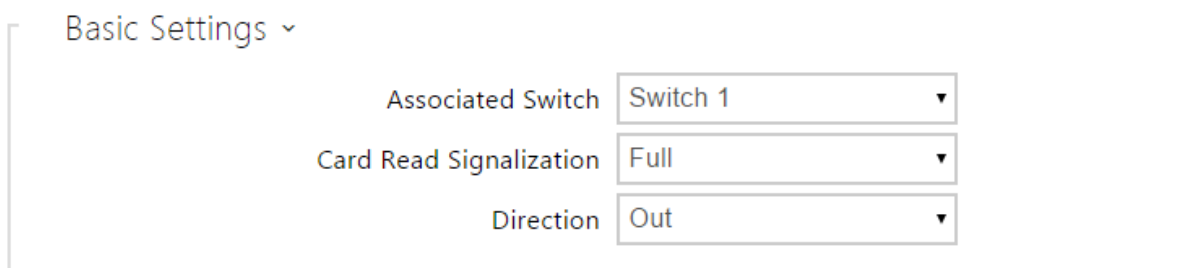 Basic Settings
Associated Switch Switch 1
Card Read Signalization Full
Direction Out